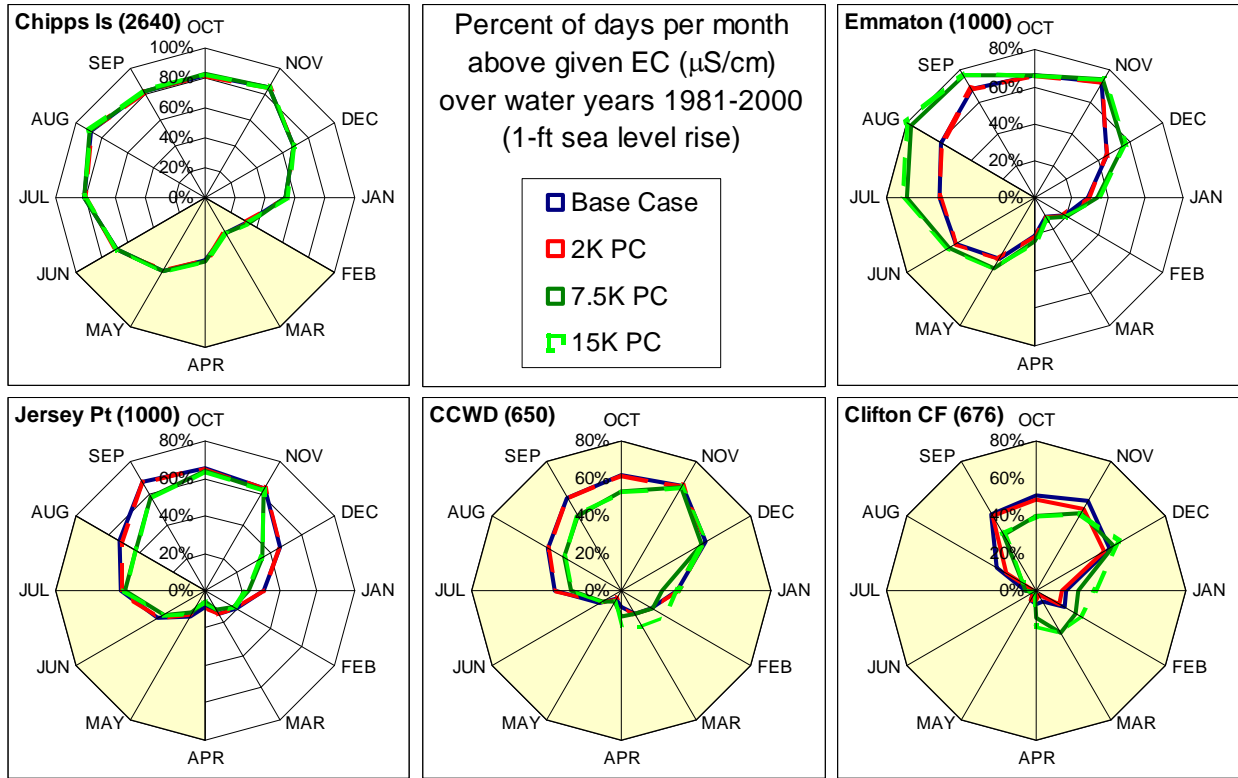 Chipps Is (2640)
OCT
100%
80%
60%
40%
20%
0%
NOV
DEC
JAN
FEB
MAR
APR
MAY
JUN
JUL
AUG
SEP
Percent of days per month
above given EC (µS/cm)
over water years 1981-2000
(1-ft sea level rise)
Base Case
2K PC
7.5K PC
15K PC
Emmaton (1000)
OCT
80%
60%
40%
20%
0%
NOV
DEC
JAN
FEB
MAR
APR
MAY
JUN
JUL
AUG
SEP
Jersey Pt (1000)
OCT
80%
60%
40%
20%
0%
NOV
DEC
JAN
FEB
MAR
APR
MAY
JUN
JUL
AUG
SEP
CCWD (650)
OCT
80%
60%
40%
20%
0%
NOV
DEC
JAN
FEB
MAR
APR
MAY
JUN
JUL
AUG
SEP
Clifton CF (676)
OCT
80%
60%
40%
20%
0%
NOV
DEC
JAN
FEB
MAR
APR
MAY
JUN
JUL
AUG
SEP